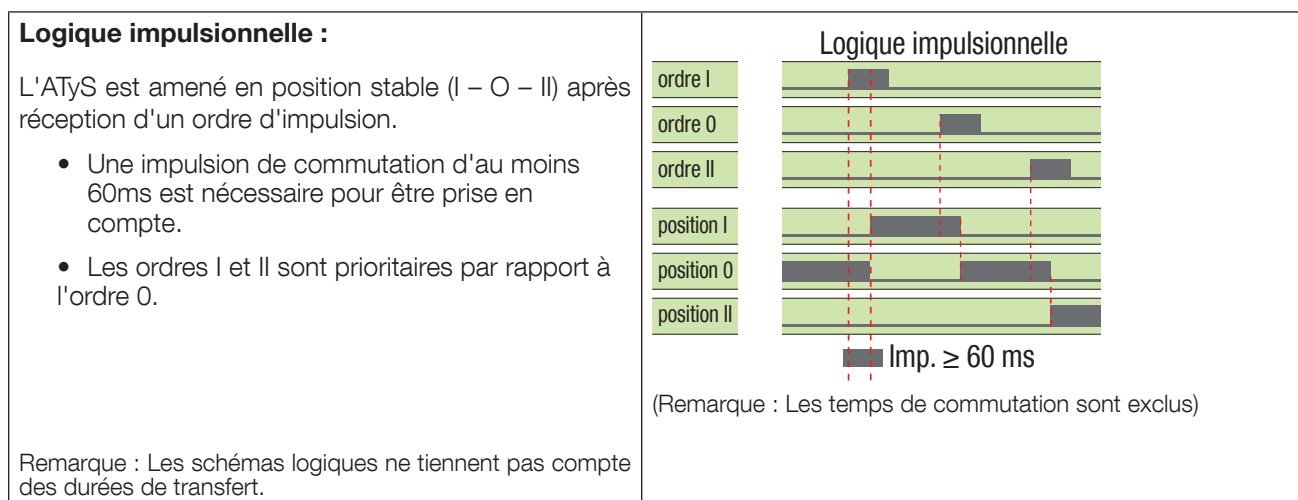 Logique impulsionnelle :
L'ATyS est amené en position stable (I – O – II) après
réception d'un ordre d'impulsion.
• Une impulsion de commutation d'au moins
60ms est nécessaire pour être prise en
compte.
• Les ordres I et II sont prioritaires par rapport à
l'ordre 0.
Remarque : Les schémas logiques ne tiennent pas compte
des durées de transfert.
Logique impulsionnelle
ordre I
ordre 0
ordre II
position I
position 0
position II
Imp. ≥ 60 ms
(Remarque : Les temps de commutation sont exclus)